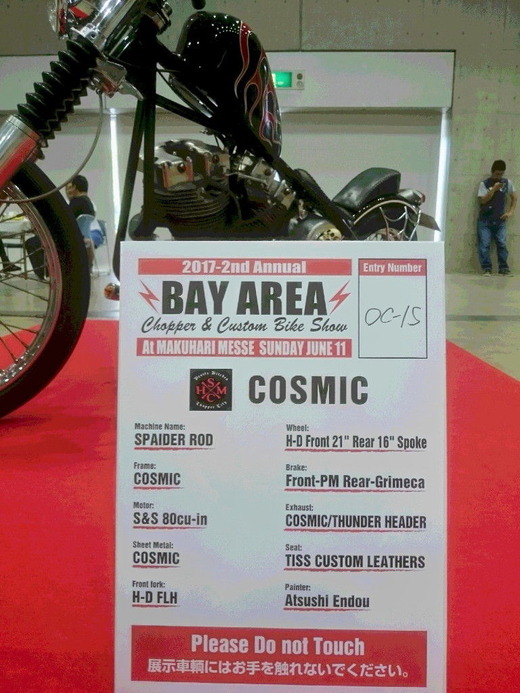 2017-2nd Annual
BAY AREA
Chopper & Custom Bike Show
At MAKUHARI MESSE SUNDAY JUNE 11
Entry Number
OC-15
HSMC
COSMIC
Machine Name:
SPAIDER ROD
Frame:
COSMIC
Motor:
S&S 80cu-in
Sheet Metal:
COSMIC
Front fork:
H-D FLH
Wheel:
H-D Front 21" Rear 16" Spoke
Brake:
Front-PM Rear-Grimeca
Exhaust:
COSMIC/THUNDER HEADER
Seat:
TISS CUSTOM LEATHERS
Painter:
Atsushi Endou
Please Do not Touch
展示車輌にはお手を触れないでください。